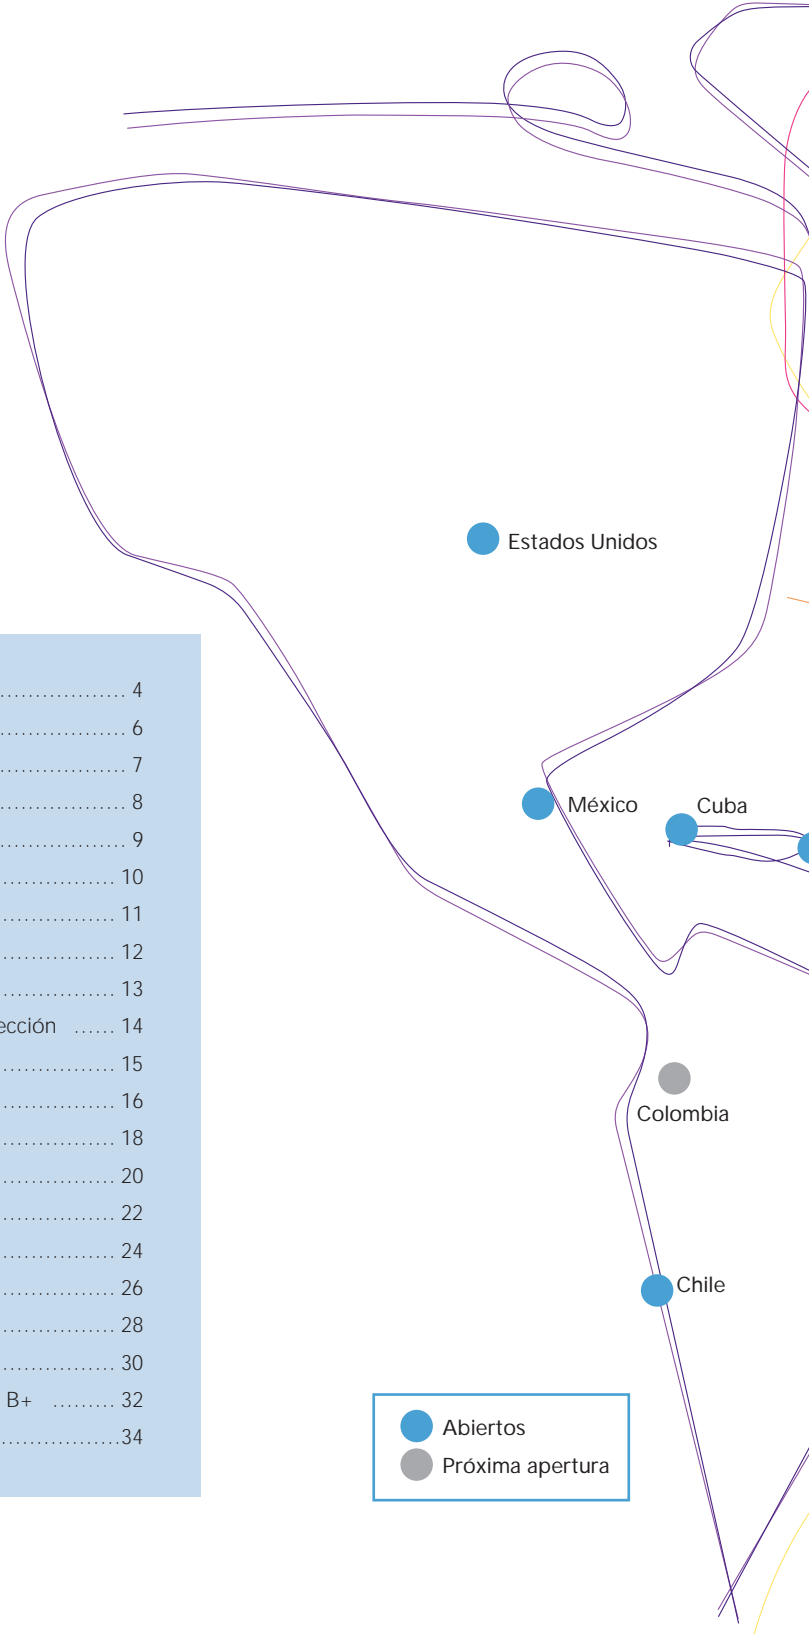 Estados Unidos
................. 4
.................. 6
.................. 7
.................. 8
.................. 9
................ 10
................ 11
................ 12
................ 13
ección ...... 14
................ 15
................ 16
................ 18
................ 20
................ 22
................ 24
................ 26
................ 28
................ 30
B+ ......... 32
.................34
México
Cuba
Colombia
Chile
Abiertos
Próxima apertura